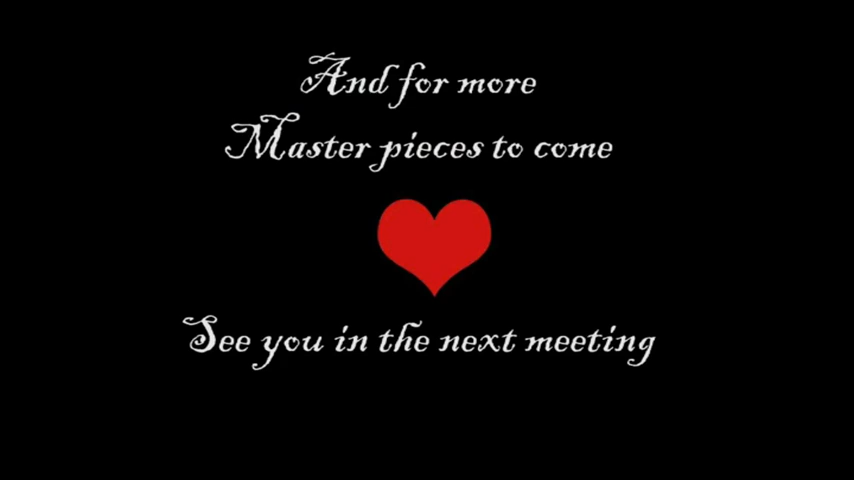 And for more
Master pieces to come
See you in the next meeting